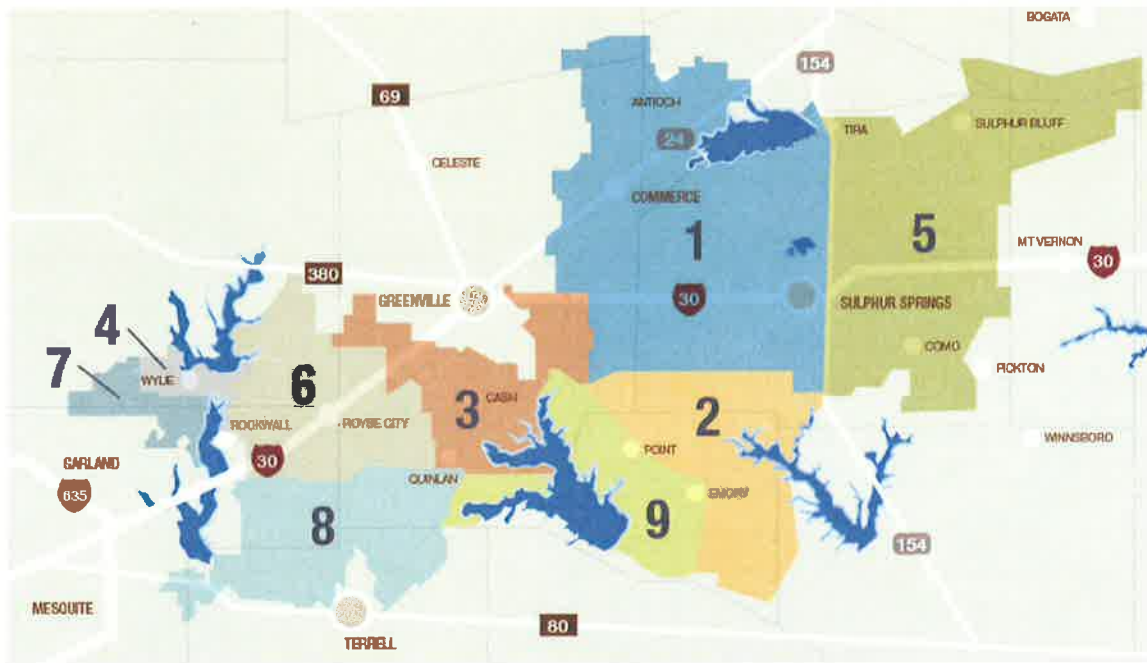 BOGATA
154
69
ANTIOCH
24
TIRA
SULPHUR BLUFF
CELESTE
COMMERCE
1
5
MT VERNON
30
380
GREENVILLE
30
SULPHUR SPRINGS
4
7
WYLIE
6
COMO
PICKTON
3
CASH
2
ROCKWALL
ROYSE CITY
WINNSBORO
POINT
30
GARLAND
635
QUINLAN
EMORY
8
9
154
MESQUITE
80
TERRELL